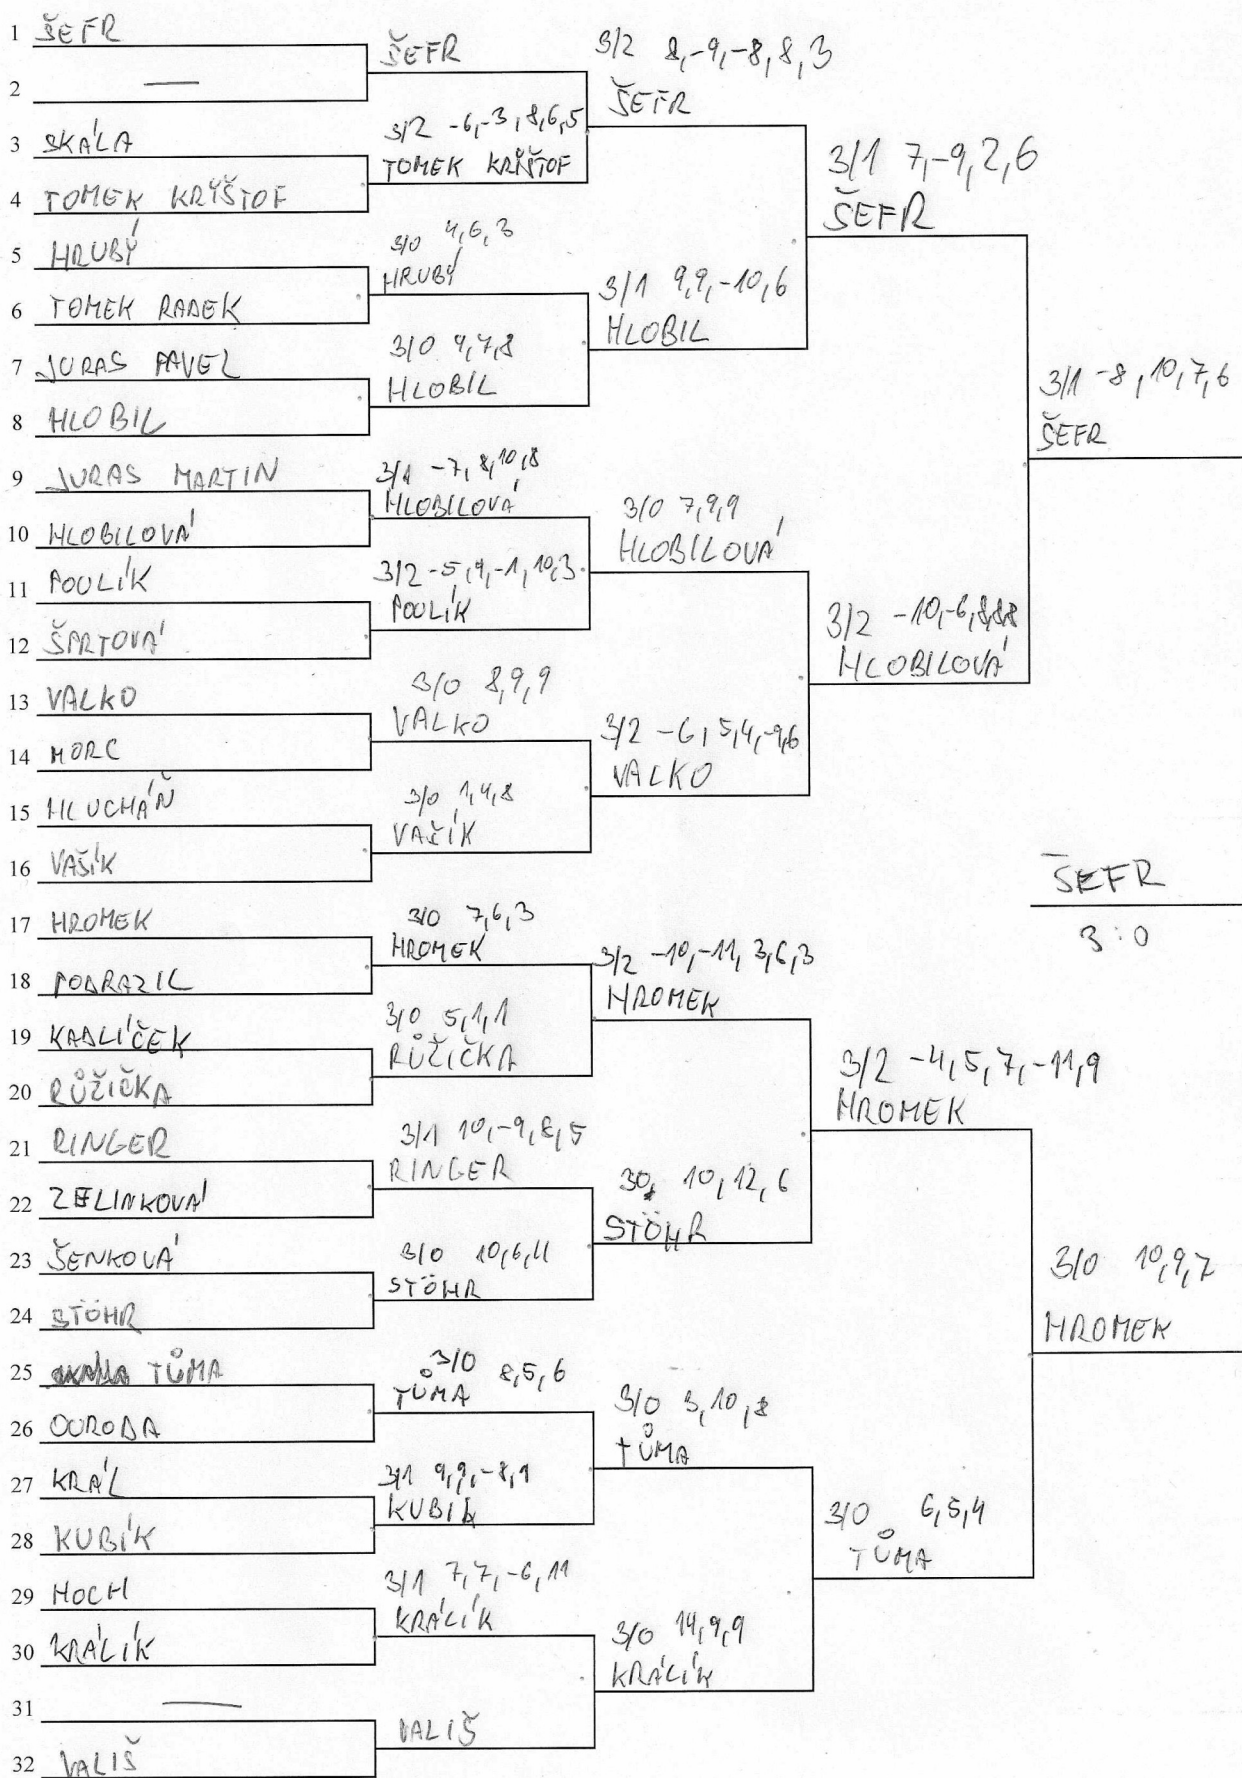 1 ŠEFR
2 —
3 SKÁLA
4 TOMEK KRYŠTOF
5 HRUBÝ
6 TOMEK RADEK
7 JURAS PAVEL
8 HLOBIL
9 JURAS MARTIN
10 HLOBILOVÁ
11 POULÍK
12 ŠPRTOVÁ
13 VALKO
14 MORC
15 HLUCHÁŇ
16 VAŠÍK
17 HROMEK
18 PODRAZIL
19 KADLÍČEK
20 RŮŽIČKA
21 RINGER
22 ZELINKOVÁ
23 ŠENKOVÁ
24 STÖHR
25 TŮMA
26 OURODA
27 KRÁL
28 KUBÍK
29 HOCH
30 KRÁLÍK
31 —
32 VALIŠ
ŠEFR
3/2 -6,-3,8,6,5
TOMEK KRYŠTOF
3/0 4,6,3
HRUBÝ
3/0 9,7,8
HLOBIL
3/1 -7,8,10,8
HLOBILOVÁ
3/2 -5,9,-1,10,3
POULÍK
3/0 8,9,9
VALKO
3/0 1,4,8
VAŠÍK
3/0 7,6,3
HROMEK
3/0 5,1,1
RŮŽIČKA
3/1 10,-9,8,5
RINGER
3/0 10,6,11
STÖHR
3/0 8,5,6
TŮMA
3/1 9,9,-8,9
KUBÍK
3/1 7,7,-6,11
KRÁLÍK
VALIŠ
3/2 8,-9,-8,8,3
ŠEFR
3/1 9,9,-10,6
HLOBIL
3/0 7,9,9
HLOBILOVÁ
3/2 -6,5,4,-9,6
VALKO
3/2 -10,-11,3,6,3
HROMEK
30, 10,12,6
STÖHR
3/0 3,10,8
TŮMA
3/0 14,9,9
KRÁLÍK
3/1 7,-9,2,6
ŠEFR
3/2 -10,-6,8,8,8
HLOBILOVÁ
3/2 -4,5,7,-11,9
HROMEK
3/0 6,5,4
TŮMA
3/1 -8,10,7,6
ŠEFR
3/0 10,9,7
HROMEK
ŠEFR
3:0